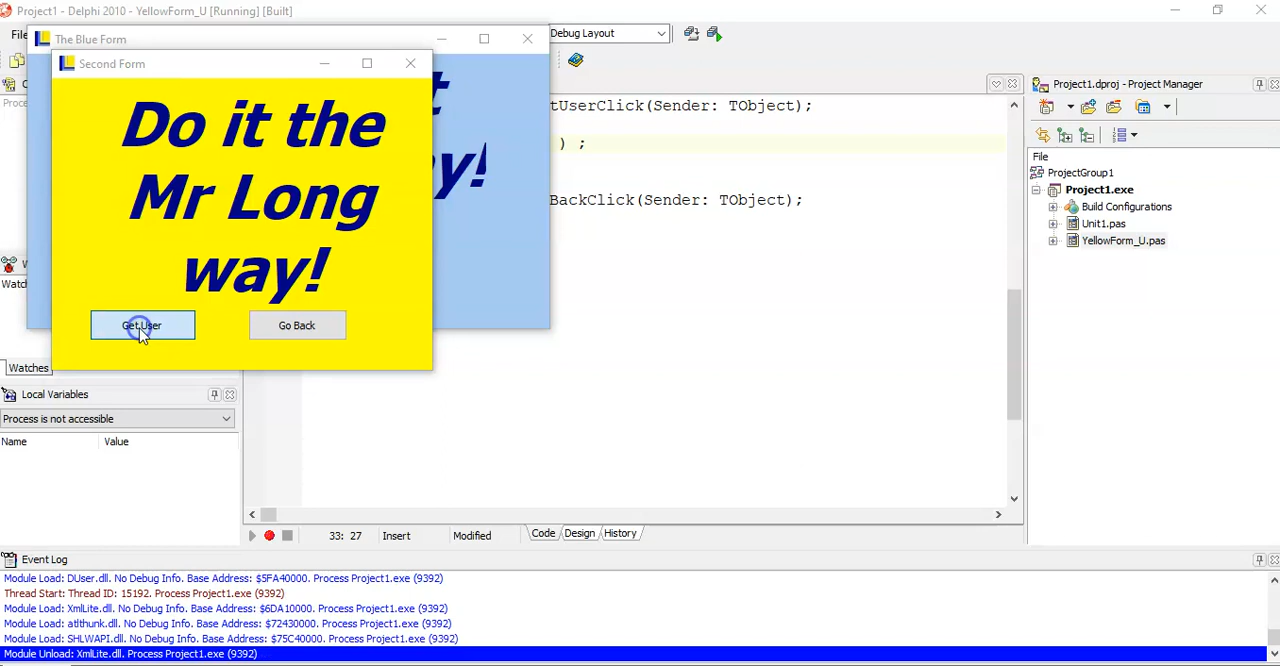 Project1 - Delphi 2010 - YellowForm_U [Running] [Built]
File
The Blue Form
Debug Layout
Second Form
Project1.dproj - Project Manager
Do it the
Mr Long
way!
t
y!
tUserClick(Sender: TObject);
) ;
BackClick(Sender: TObject);
Get User
Go Back
File
ProjectGroup1
Project1.exe
Build Configurations
Unit1.pas
YellowForm_U.pas
Watches
Local Variables
Process is not accessible
Name Value
33: 27 Insert Modified Code Design History
Event Log
Module Load: DUser.dll. No Debug Info. Base Address: $5FA40000. Process Project1.exe (9392)
Thread Start: Thread ID: 15192. Process Project1.exe (9392)
Module Load: XmlLite.dll. No Debug Info. Base Address: $6DA10000. Process Project1.exe (9392)
Module Load: atlthunk.dll. No Debug Info. Base Address: $72430000. Process Project1.exe (9392)
Module Load: SHLWAPI.dll. No Debug Info. Base Address: $75C40000. Process Project1.exe (9392)
Module Unload: XmlLite.dll. Process Project1.exe (9392)